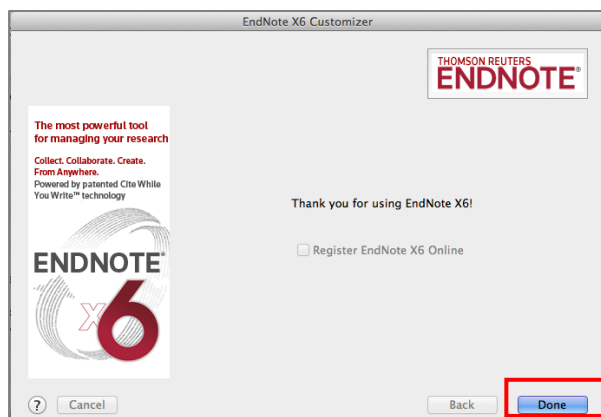 EndNote X6 Customizer
THOMSON REUTERS
ENDNOTE®
The most powerful tool
for managing your research
Collect. Collaborate. Create.
From Anywhere.
Powered by patented Cite While
You Write™ technology
ENDNOTE®
X6
Thank you for using EndNote X6!
Register EndNote X6 Online
?
Cancel
Back
Done